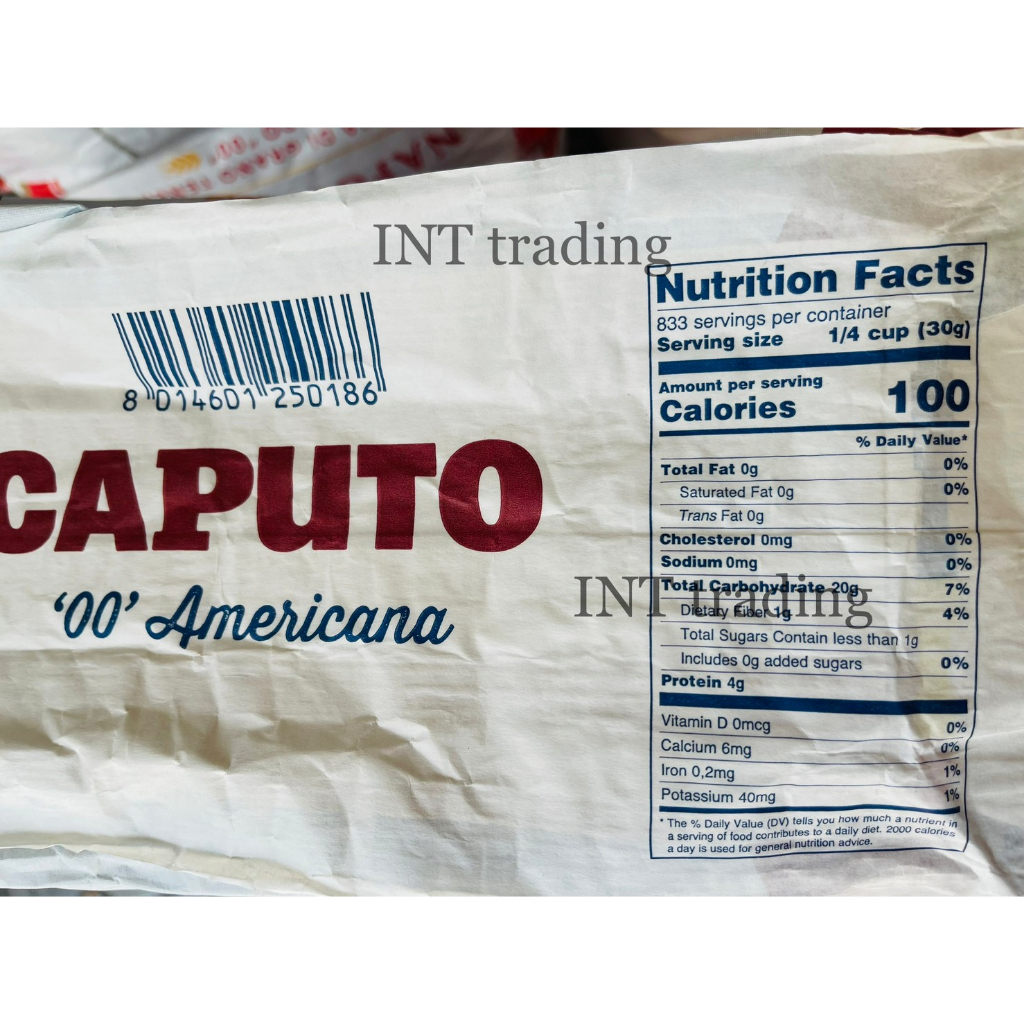 INT trading
8 014601 250186
CAPUTO
'00' Americana
Nutrition Facts
833 servings per container
Serving size 1/4 cup (30g)
Amount per serving
Calories 100
% Daily Value*
Total Fat 0g 0%
Saturated Fat 0g 0%
Trans Fat 0g
Cholesterol 0mg 0%
Sodium 0mg 0%
Total Carbohydrate 20g 7%
INT trading
Dietary Fiber 1g 4%
Total Sugars Contain less than 1g
Includes 0g added sugars 0%
Protein 4g
Vitamin D 0mcg 0%
Calcium 6mg 0%
Iron 0,2mg 1%
Potassium 40mg 1%
* The % Daily Value (DV) tells you how much a nutrient in
a serving of food contributes to a daily diet. 2000 calories
a day is used for general nutrition advice.